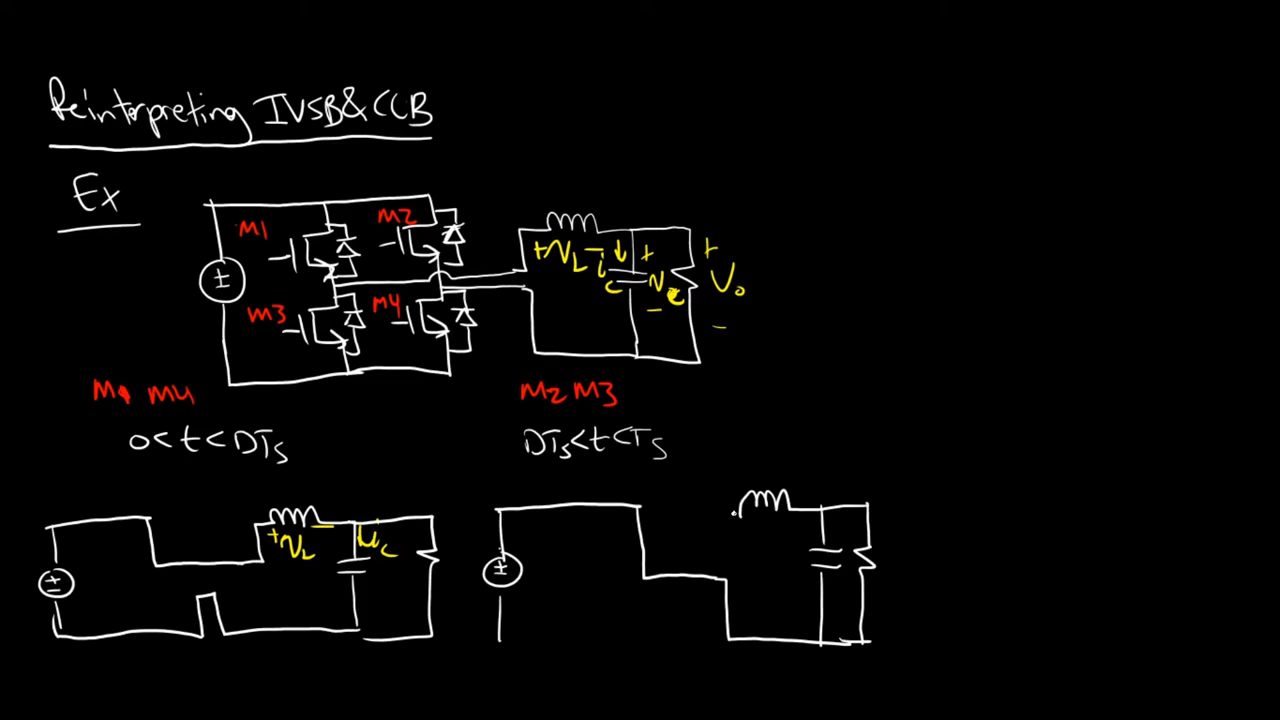 Reinterpreting IVSB&CCB
Ex
M1 M2
M3 M4
+ VL - iC + VC - + Vo -
M1 M4 M2 M3
0<t<DTs DTs<t<Ts
+ VL - iC